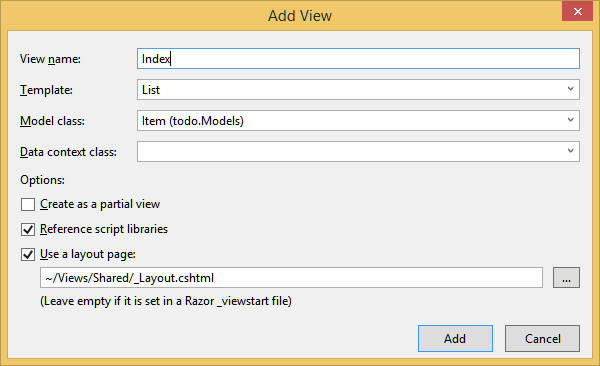 Add View
View name: Index
Template: List
Model class: Item (todo.Models)
Data context class:
Options:
Create as a partial view
Reference script libraries
Use a layout page:
~/Views/Shared/_Layout.cshtml ...
(Leave empty if it is set in a Razor _viewstart file)
Add Cancel